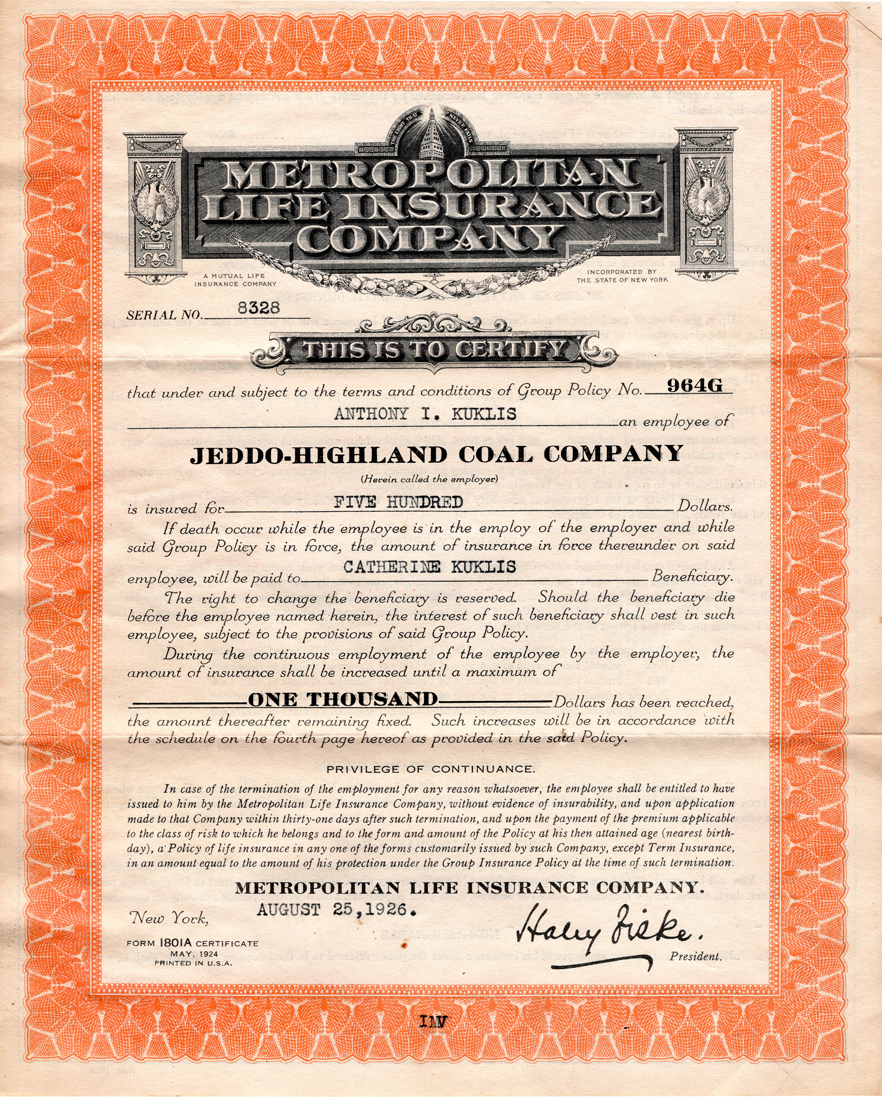 THE LIGHT THAT NEVER FAILS
METROPOLITAN
LIFE INSURANCE
COMPANY
A MUTUAL LIFE
INSURANCE COMPANY
INCORPORATED BY
THE STATE OF NEW YORK
SERIAL NO. 8328
THIS IS TO CERTIFY
that under and subject to the terms and conditions of Group Policy No. 964G
ANTHONY I. KUKLIS an employee of
JEDDO-HIGHLAND COAL COMPANY
(Herein called the employer)
is insured for FIVE HUNDRED Dollars.
If death occur while the employee is in the employ of the employer and while
said Group Policy is in force, the amount of insurance in force thereunder on said
employee, will be paid to CATHERINE KUKLIS Beneficiary.
The right to change the beneficiary is reserved. Should the beneficiary die
before the employee named herein, the interest of such beneficiary shall vest in such
employee, subject to the provisions of said Group Policy.
During the continuous employment of the employee by the employer, the
amount of insurance shall be increased until a maximum of
ONE THOUSAND Dollars has been reached,
the amount thereafter remaining fixed. Such increases will be in accordance with
the schedule on the fourth page hereof as provided in the said Policy.
PRIVILEGE OF CONTINUANCE.
In case of the termination of the employment for any reason whatsoever, the employee shall be entitled to have
issued to him by the Metropolitan Life Insurance Company, without evidence of insurability, and upon application
made to that Company within thirty-one days after such termination, and upon the payment of the premium applicable
to the class of risk to which he belongs and to the form and amount of the Policy at his then attained age (nearest birth-
day), a Policy of life insurance in any one of the forms customarily issued by such Company, except Term Insurance,
in an amount equal to the amount of his protection under the Group Insurance Policy at the time of such termination.
METROPOLITAN LIFE INSURANCE COMPANY.
New York, AUGUST 25,1926.
Haley Fiske.
President.
FORM 1801A CERTIFICATE
MAY, 1924
PRINTED IN U.S.A.